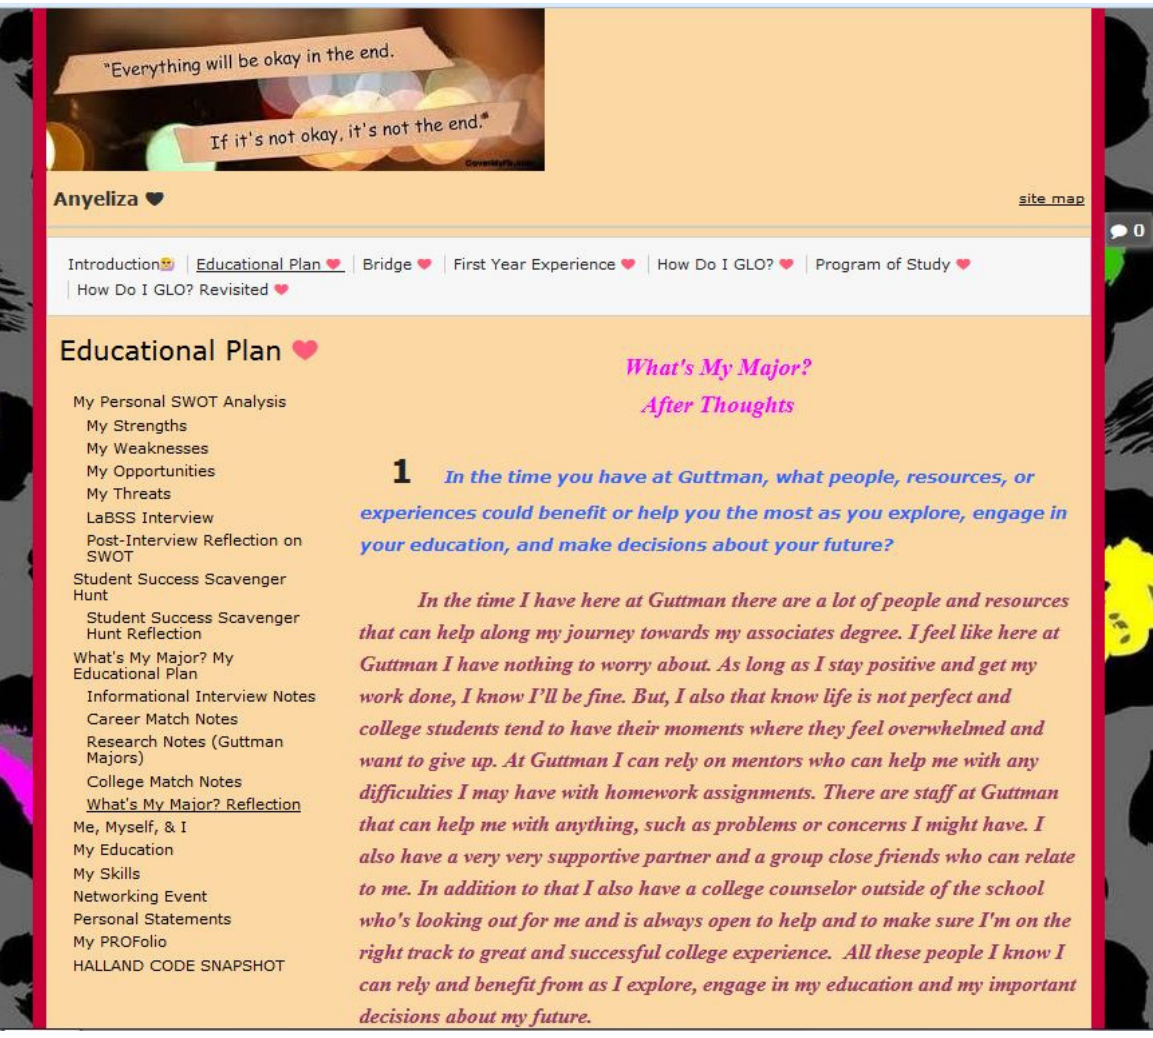 "Everything will be okay in the end.
If it's not okay, it's not the end."
CoverMyFb.com
Anyeliza
site map
0
Introduction
Educational Plan
Bridge
First Year Experience
How Do I GLO?
Program of Study
How Do I GLO? Revisited
Educational Plan
My Personal SWOT Analysis
My Strengths
My Weaknesses
My Opportunities
My Threats
LaBSS Interview
Post-Interview Reflection on
SWOT
Student Success Scavenger
Hunt
Student Success Scavenger
Hunt Reflection
What's My Major? My
Educational Plan
Informational Interview Notes
Career Match Notes
Research Notes (Guttman
Majors)
College Match Notes
What's My Major? Reflection
Me, Myself, & I
My Education
My Skills
Networking Event
Personal Statements
My PROFolio
HALLAND CODE SNAPSHOT
What's My Major?
After Thoughts
1 In the time you have at Guttman, what people, resources, or
experiences could benefit or help you the most as you explore, engage in
your education, and make decisions about your future?
In the time I have here at Guttman there are a lot of people and resources
that can help along my journey towards my associates degree. I feel like here at
Guttman I have nothing to worry about. As long as I stay positive and get my
work done, I know I’ll be fine. But, I also that know life is not perfect and
college students tend to have their moments where they feel overwhelmed and
want to give up. At Guttman I can rely on mentors who can help me with any
difficulties I may have with homework assignments. There are staff at Guttman
that can help me with anything, such as problems or concerns I might have. I
also have a very very supportive partner and a group close friends who can relate
to me. In addition to that I also have a college counselor outside of the school
who's looking out for me and is always open to help and to make sure I'm on the
right track to great and successful college experience.  All these people I know I
can rely and benefit from as I explore, engage in my education and my important
decisions about my future.